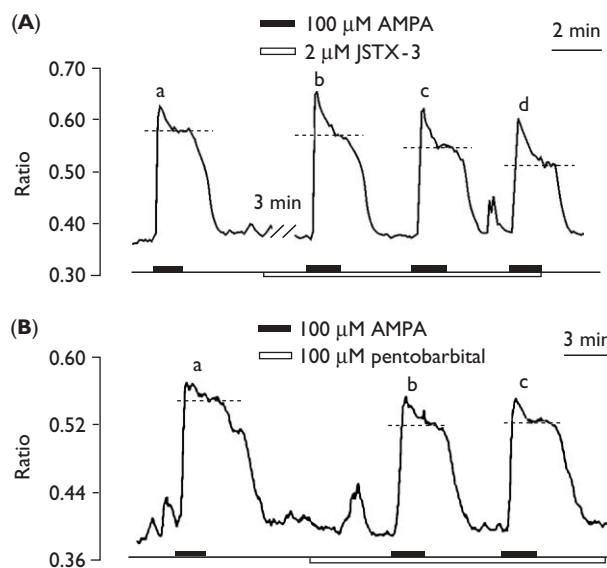 (A)
100 µM AMPA
2 µM JSTX-3
2 min
0.70
0.60
0.50
0.40
0.30
Ratio
a
b
c
d
3 min
(B)
100 µM AMPA
100 µM pentobarbital
3 min
0.60
0.52
0.44
0.36
Ratio
a
b
c